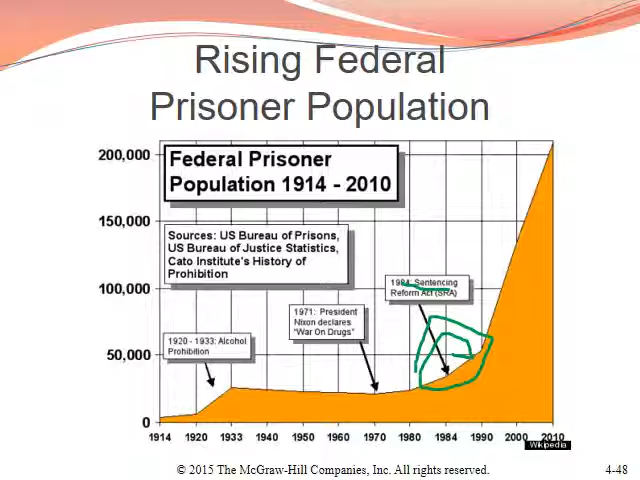 Rising Federal
Prisoner Population
200,000
150,000
100,000
50,000
0
Federal Prisoner
Population 1914 - 2010
Sources: US Bureau of Prisons,
US Bureau of Justice Statistics,
Cato Institute's History of
Prohibition
1984: Sentencing
Reform Act (SRA)
1971: President
Nixon declares
"War On Drugs"
1920 - 1933: Alcohol
Prohibition
1914 1920 1933 1940 1950 1960 1970 1980 1984 1990 2000 2010
Wikipedia
© 2015 The McGraw-Hill Companies, Inc. All rights reserved.
4-48